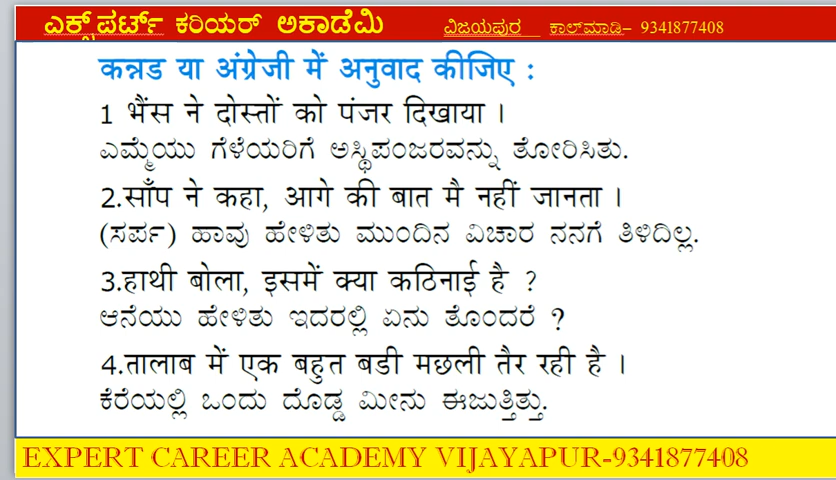 ಎಕ್ಸ್‌ಪರ್ಟ್ ಕರಿಯರ್ ಅಕಾಡೆಮಿ ವಿಜಯಪುರ ಕಾಲ್‌ಮಾಡಿ– 9341877408
कन्नड या अंग्रेजी में अनुवाद कीजिए :
1 भैंस ने दोस्तों को पंजर दिखाया ।
ಎಮ್ಮೆಯು ಗೆಳೆಯರಿಗೆ ಅಸ್ಥಿಪಂಜರವನ್ನು ತೋರಿಸಿತು.
2.साँप ने कहा, आगे की बात मै नहीं जानता ।
(ಸರ್ಪ) ಹಾವು ಹೇಳಿತು ಮುಂದಿನ ವಿಚಾರ ನನಗೆ ತಿಳಿದಿಲ್ಲ.
3.हाथी बोला, इसमें क्या कठिनाई है ?
ಆನೆಯು ಹೇಳಿತು ಇದರಲ್ಲಿ ಏನು ತೊಂದರೆ ?
4.तालाब में एक बहुत बडी मछली तैर रही है ।
ಕೆರೆಯಲ್ಲಿ ಒಂದು ದೊಡ್ಡ ಮೀನು ಈಜುತ್ತಿತ್ತು.
EXPERT CAREER ACADEMY VIJAYAPUR-9341877408